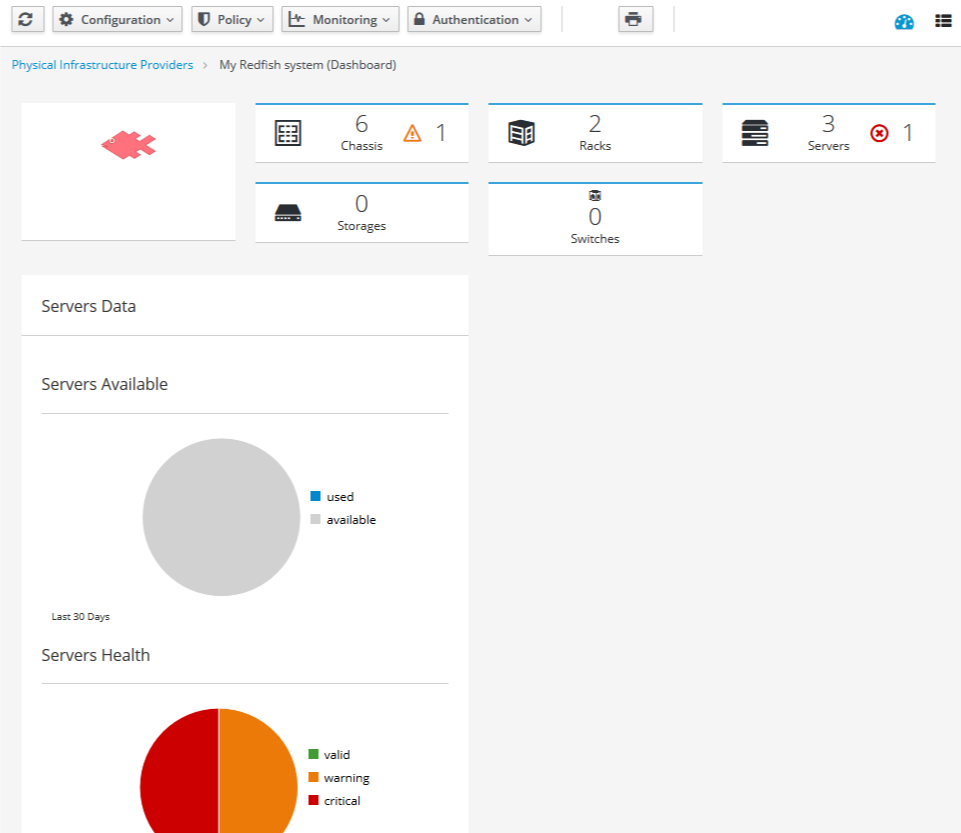 Configuration Policy Monitoring Authentication
Physical Infrastructure Providers > My Redfish system (Dashboard)
6
Chassis
1
2
Racks
3
Servers
1
0
Storages
0
Switches
Servers Data
Servers Available
used
available
Last 30 Days
Servers Health
valid
warning
critical